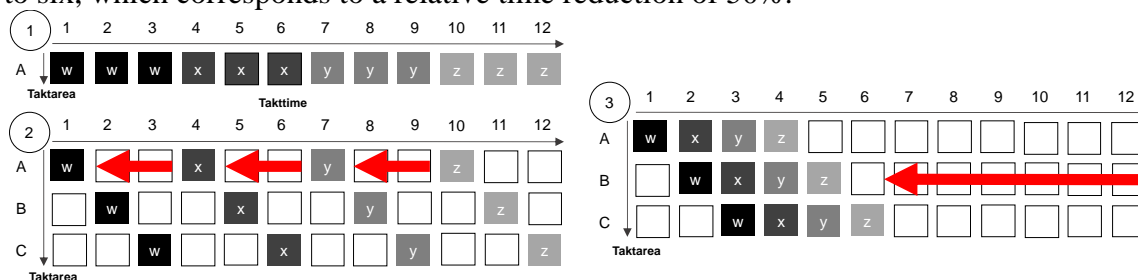 to six, which corresponds to a relative time reduction of 50%.
1 1 2 3 4 5 6 7 8 9 10 11 12
A w w w x x x y y y z z z
Taktarea Takttime
2 1 2 3 4 5 6 7 8 9 10 11 12
A w x y z
B w x y z
C w x y z
Taktarea
3 1 2 3 4 5 6 7 8 9 10 11 12
A w x y z
B w x y z
C w x y z
Taktarea